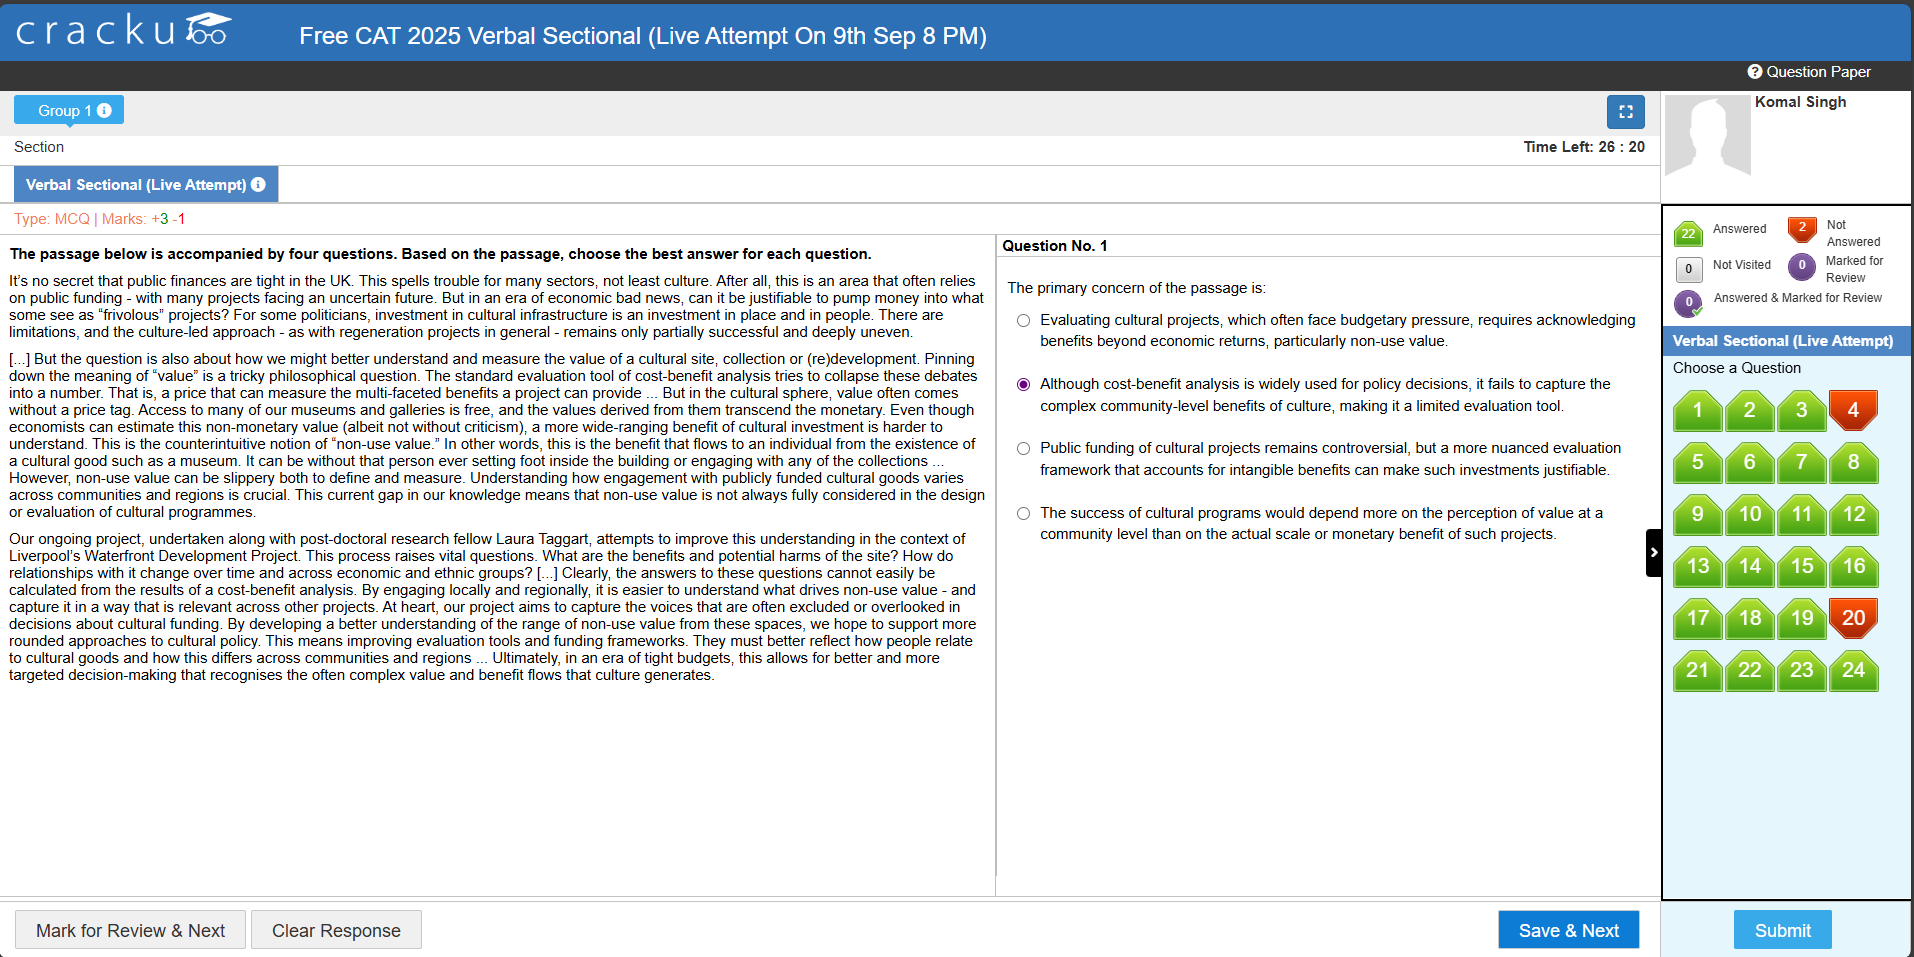 cracku
Free CAT 2025 Verbal Sectional (Live Attempt On 9th Sep 8 PM)
? Question Paper
Group 1 i
Komal Singh
Section
Time Left: 26 : 20
Verbal Sectional (Live Attempt) i
Type: MCQ | Marks: +3 -1
The passage below is accompanied by four questions. Based on the passage, choose the best answer for each question.
It's no secret that public finances are tight in the UK. This spells trouble for many sectors, not least culture. After all, this is an area that often relies
on public funding - with many projects facing an uncertain future. But in an era of economic bad news, can it be justifiable to pump money into what
some see as “frivolous” projects? For some politicians, investment in cultural infrastructure is an investment in place and in people. There are
limitations, and the culture-led approach - as with regeneration projects in general - remains only partially successful and deeply uneven.
[...] But the question is also about how we might better understand and measure the value of a cultural site, collection or (re)development. Pinning
down the meaning of “value” is a tricky philosophical question. The standard evaluation tool of cost-benefit analysis tries to collapse these debates
into a number. That is, a price that can measure the multi-faceted benefits a project can provide ... But in the cultural sphere, value often comes
without a price tag. Access to many of our museums and galleries is free, and the values derived from them transcend the monetary. Even though
economists can estimate this non-monetary value (albeit not without criticism), a more wide-ranging benefit of cultural investment is harder to
understand. This is the counterintuitive notion of “non-use value.” In other words, this is the benefit that flows to an individual from the existence of
a cultural good such as a museum. It can be without that person ever setting foot inside the building or engaging with any of the collections ...
However, non-use value can be slippery both to define and measure. Understanding how engagement with publicly funded cultural goods varies
across communities and regions is crucial. This current gap in our knowledge means that non-use value is not always fully considered in the design
or evaluation of cultural programmes.
Our ongoing project, undertaken along with post-doctoral research fellow Laura Taggart, attempts to improve this understanding in the context of
Liverpool's Waterfront Development Project. This process raises vital questions. What are the benefits and potential harms of the site? How do
relationships with it change over time and across economic and ethnic groups? [...] Clearly, the answers to these questions cannot easily be
calculated from the results of a cost-benefit analysis. By engaging locally and regionally, it is easier to understand what drives non-use value - and
capture it in a way that is relevant across other projects. At heart, our project aims to capture the voices that are often excluded or overlooked in
decisions about cultural funding. By developing a better understanding of the range of non-use value from these spaces, we hope to support more
rounded approaches to cultural policy. This means improving evaluation tools and funding frameworks. They must better reflect how people relate
to cultural goods and how this differs across communities and regions ... Ultimately, in an era of tight budgets, this allows for better and more
targeted decision-making that recognises the often complex value and benefit flows that culture generates.
Question No. 1
The primary concern of the passage is:
Evaluating cultural projects, which often face budgetary pressure, requires acknowledging
benefits beyond economic returns, particularly non-use value.
Although cost-benefit analysis is widely used for policy decisions, it fails to capture the
complex community-level benefits of culture, making it a limited evaluation tool.
Public funding of cultural projects remains controversial, but a more nuanced evaluation
framework that accounts for intangible benefits can make such investments justifiable.
The success of cultural programs would depend more on the perception of value at a
community level than on the actual scale or monetary benefit of such projects.
22 Answered
2 Not Answered
0 Not Visited
0 Marked for Review
0 Answered & Marked for Review
Verbal Sectional (Live Attempt)
Choose a Question
1 2 3 4
5 6 7 8
9 10 11 12
13 14 15 16
17 18 19 20
21 22 23 24
Mark for Review & Next
Clear Response
Save & Next
Submit